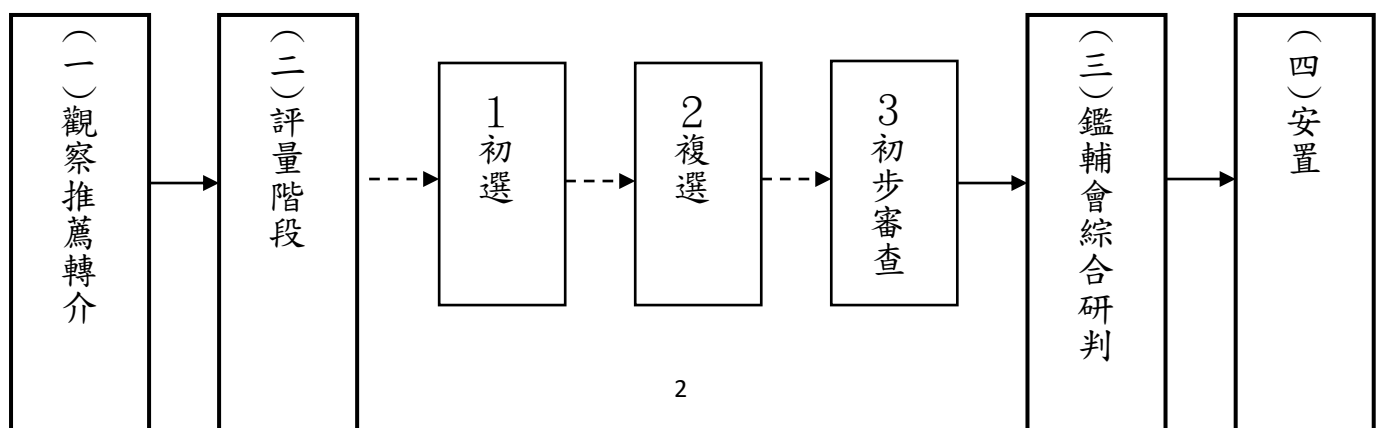 （一）觀察推薦轉介
（二）評量階段
1初選
2複選
3初步審查
（三）鑑輔會綜合研判
（四）安置
2